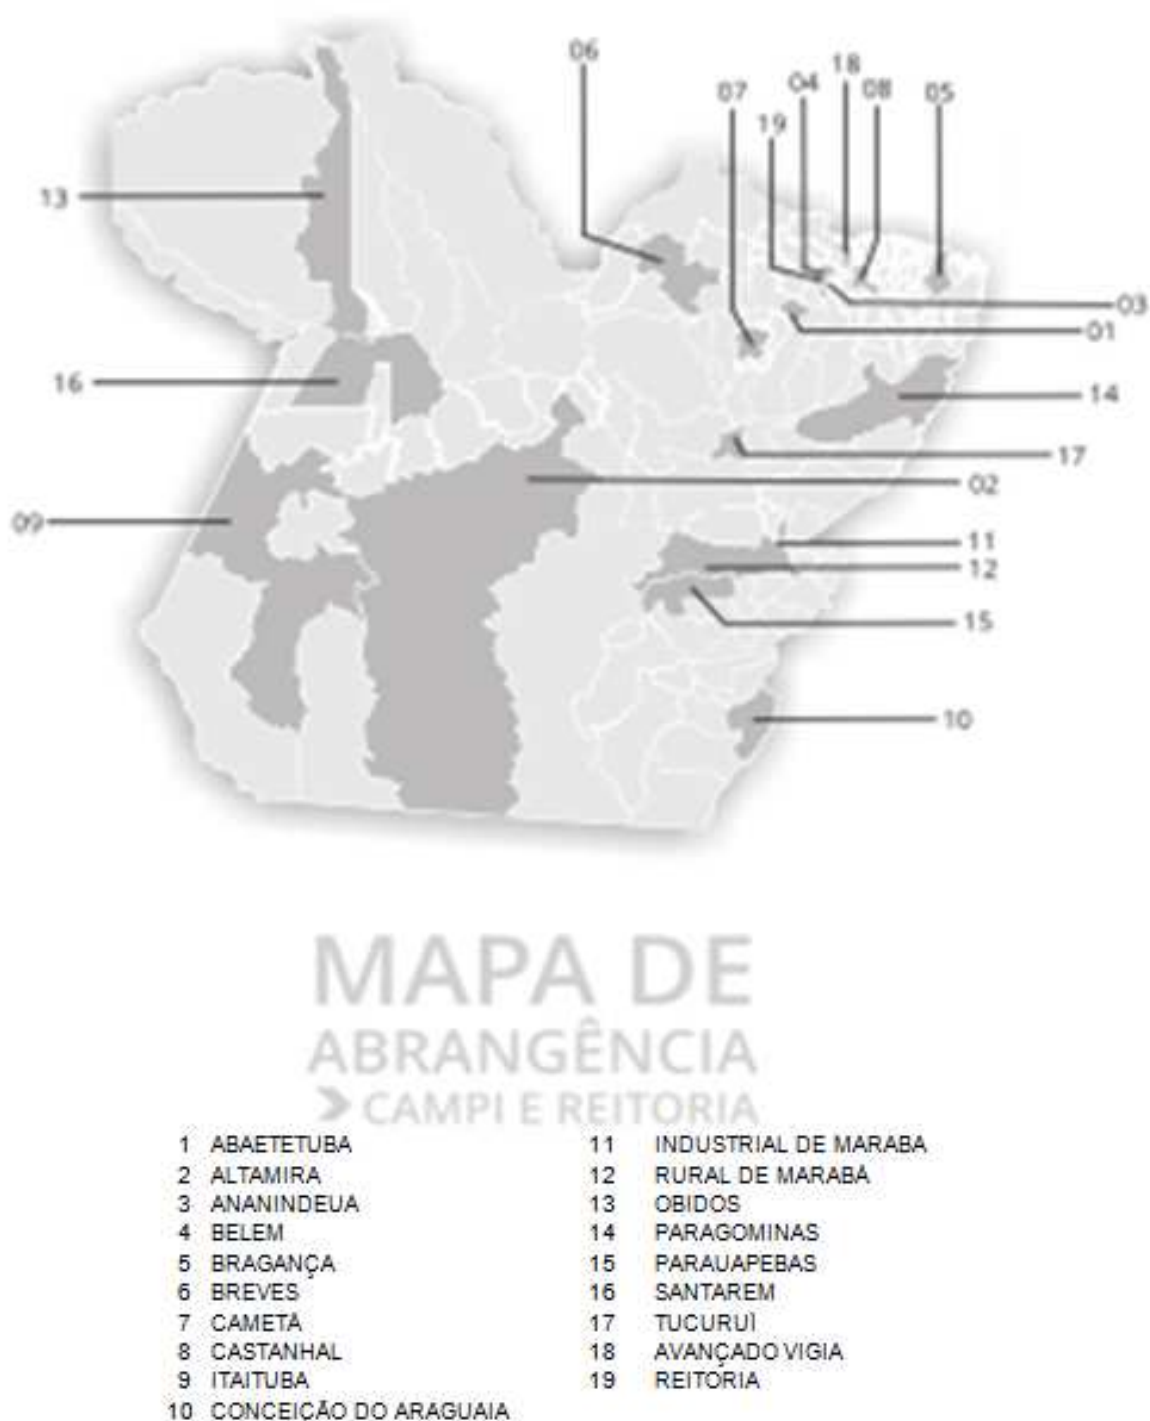 06
18
04
08
07
05
19
13
03
01
16
14
17
02
09
11
12
15
10
MAPA DE
ABRANGÊNCIA
CAMPI E REITORIA
1 ABAETETUBA
2 ALTAMIRA
3 ANANINDEUA
4 BELEM
5 BRAGANÇA
6 BREVES
7 CAMETÁ
8 CASTANHAL
9 ITAITUBA
10 CONCEIÇÃO DO ARAGUAIA
11 INDUSTRIAL DE MARABA
12 RURAL DE MARABÁ
13 OBIDOS
14 PARAGOMINAS
15 PARAUAPEBAS
16 SANTAREM
17 TUCURUÍ
18 AVANÇADO VIGIA
19 REITORIA